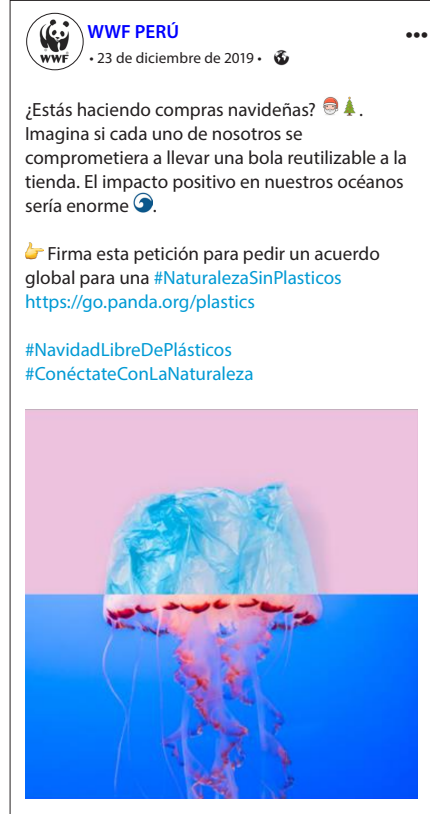 WWF PERÚ
WWF
• 23 de diciembre de 2019 •
¿Estás haciendo compras navideñas? 🎅🎄.
Imagina si cada uno de nosotros se
comprometiera a llevar una bola reutilizable a la
tienda. El impacto positivo en nuestros océanos
sería enorme 🌊.
👉 Firma esta petición para pedir un acuerdo
global para una #NaturalezaSinPlasticos
https://go.panda.org/plastics
#NavidadLibreDePlásticos
#ConéctateConLaNaturaleza